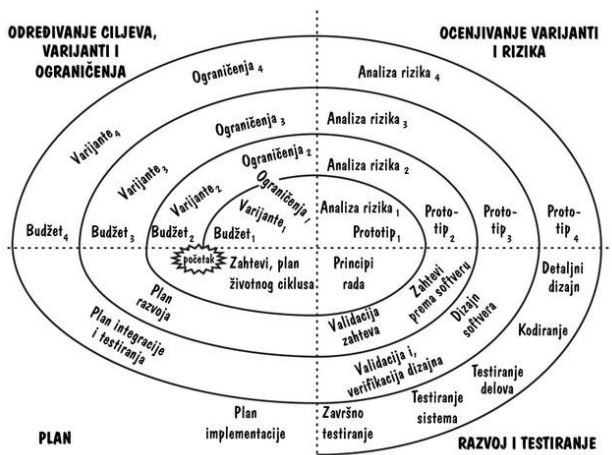 ODREĐIVANJE CILJEVA,
VARIJANTI I
OGRANIČENJA
OCENJIVANJE VARIJANTI
I RIZIKA
Ograničenja 4
Analiza rizika 4
Varijante 4
Ograničenja 3
Analiza rizika 3
Varijante 3
Ograničenja 2
Analiza rizika 2
Varijante 2
Ograničenja 1
Varijante 1
Analiza rizika 1
Budžet 4
Budžet 3
Budžet 2
Budžet 1
Prototip 1
Proto-
tip 2
Proto-
tip 3
Proto-
tip 4
početak
Zahtevi, plan
životnog ciklusa
Principi
rada
Zahtevi
prema softveru
Detaljni
dizajn
Plan
razvoja
Validacija
zahteva
Dizajn
softvera
Kodiranje
Plan integracije
i testiranja
Validacija i,
verifikacija dizajna
Testiranje
delova
Testiranje
sistema
Plan
implementacije
Završno
testiranje
PLAN
RAZVOJ I TESTIRANJE